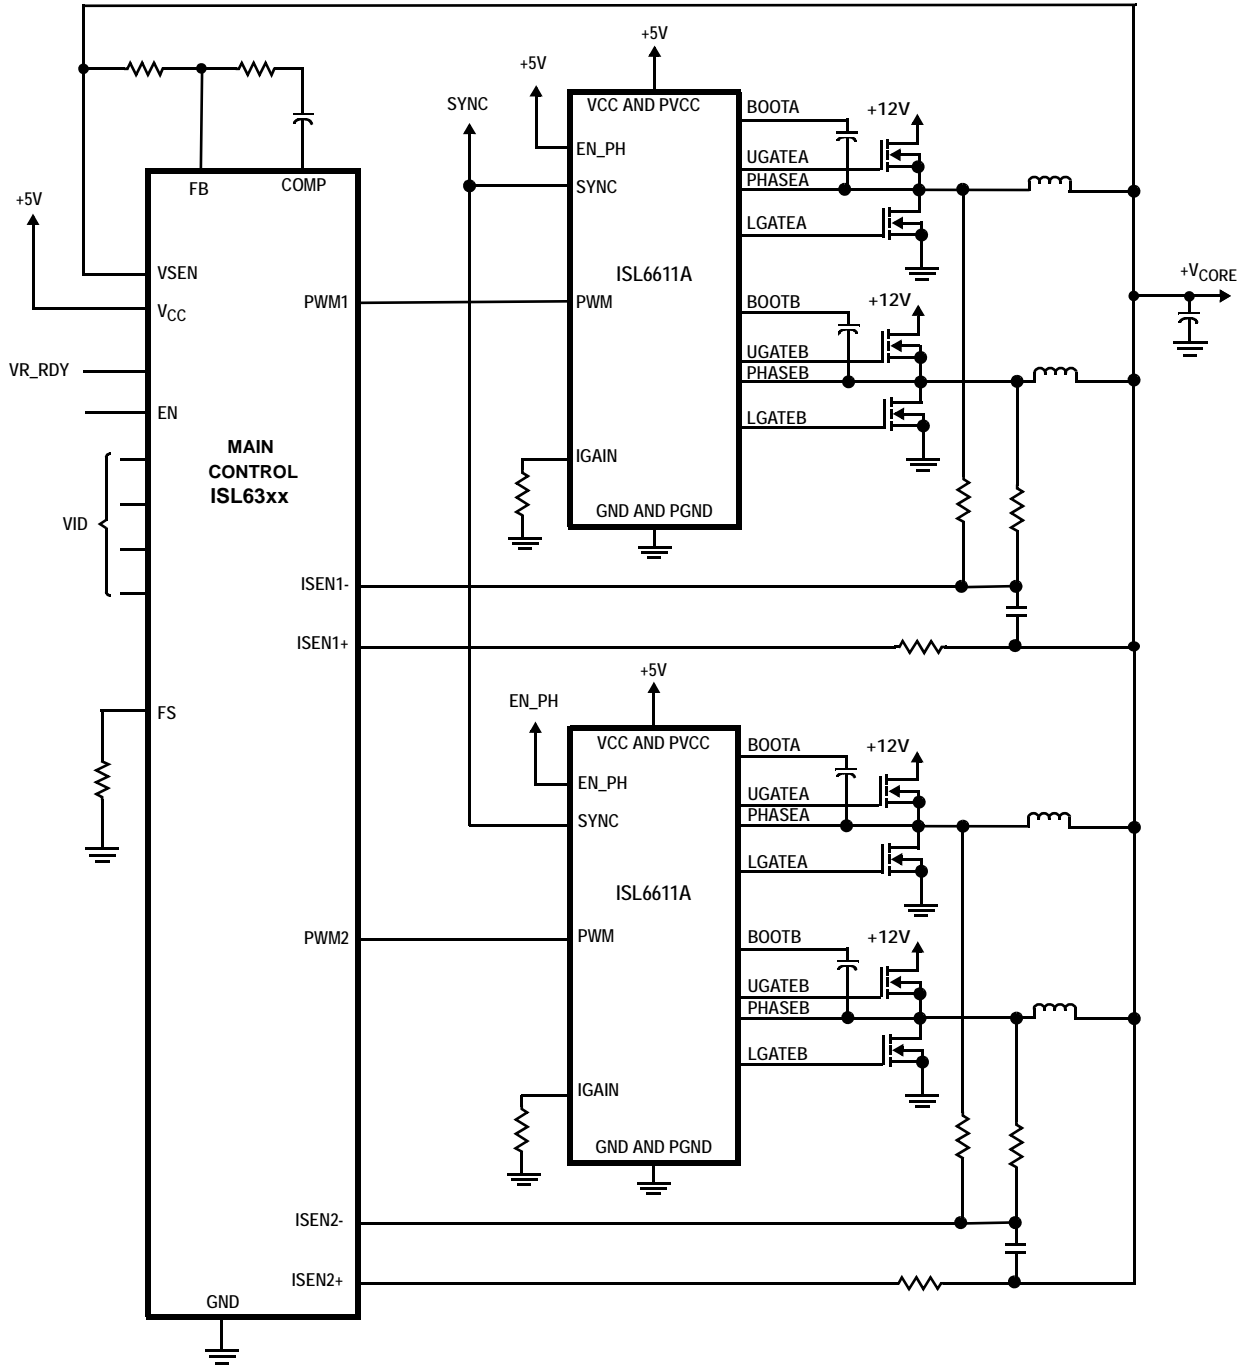 +5V
+5V
SYNC
VCC AND PVCC
BOOTA
+12V
EN_PH
UGATEA
FB
COMP
SYNC
PHASEA
+5V
LGATEA
VSEN
ISL6611A
+VCORE
PWM1
PWM
BOOTB
+12V
VCC
UGATEB
VR_RDY
PHASEB
EN
LGATEB
MAIN
CONTROL
ISL63xx
IGAIN
VID
GND AND PGND
ISEN1-
ISEN1+
+5V
EN_PH
FS
VCC AND PVCC
BOOTA
+12V
EN_PH
UGATEA
SYNC
PHASEA
LGATEA
ISL6611A
PWM2
PWM
BOOTB
+12V
UGATEB
PHASEB
LGATEB
IGAIN
GND AND PGND
ISEN2-
ISEN2+
GND